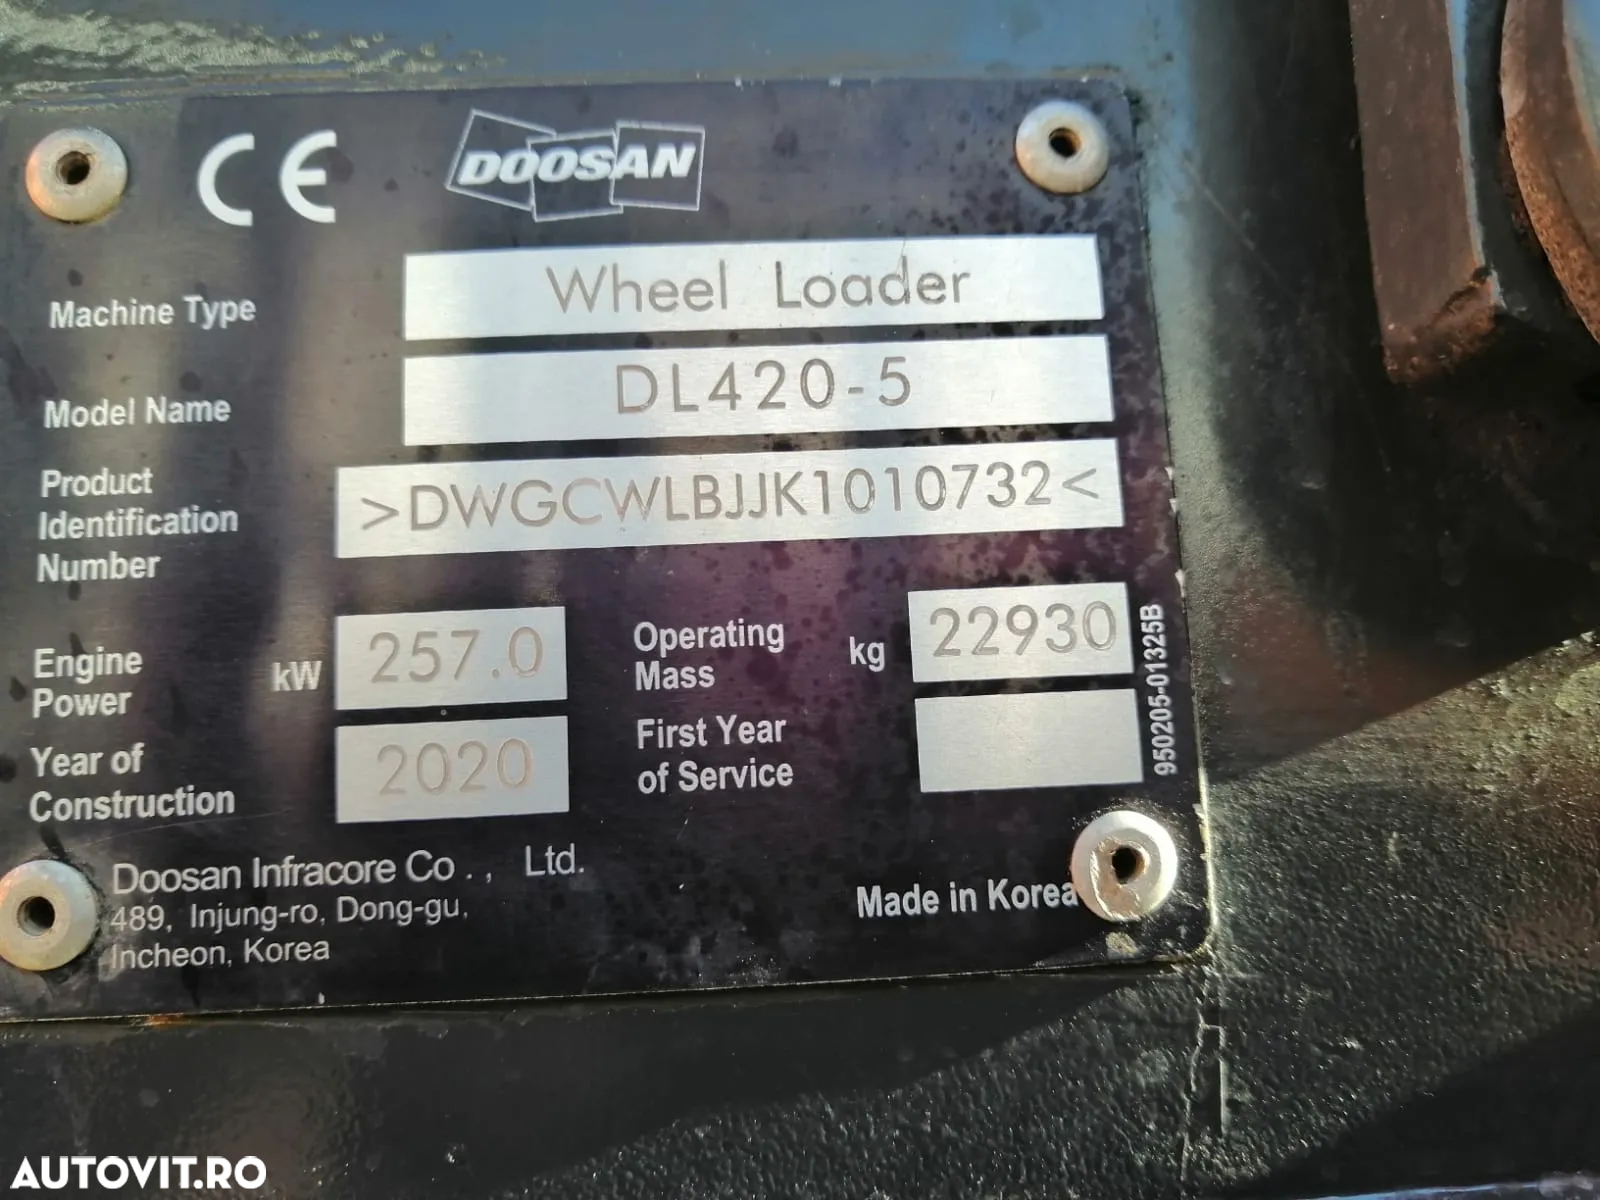 CE DOOSAN
Machine Type Wheel Loader
Model Name DL420-5
Product
Identification
Number
>DWGCWLBJJK1010732<
Engine
Power
kW 257.0
Operating
Mass
kg 22930
Year of
Construction
2020
First Year
of Service
950205-01325B
Doosan Infracore Co., Ltd.
489, Injung-ro, Dong-gu,
Incheon, Korea
Made in Korea
AUTOVIT.RO